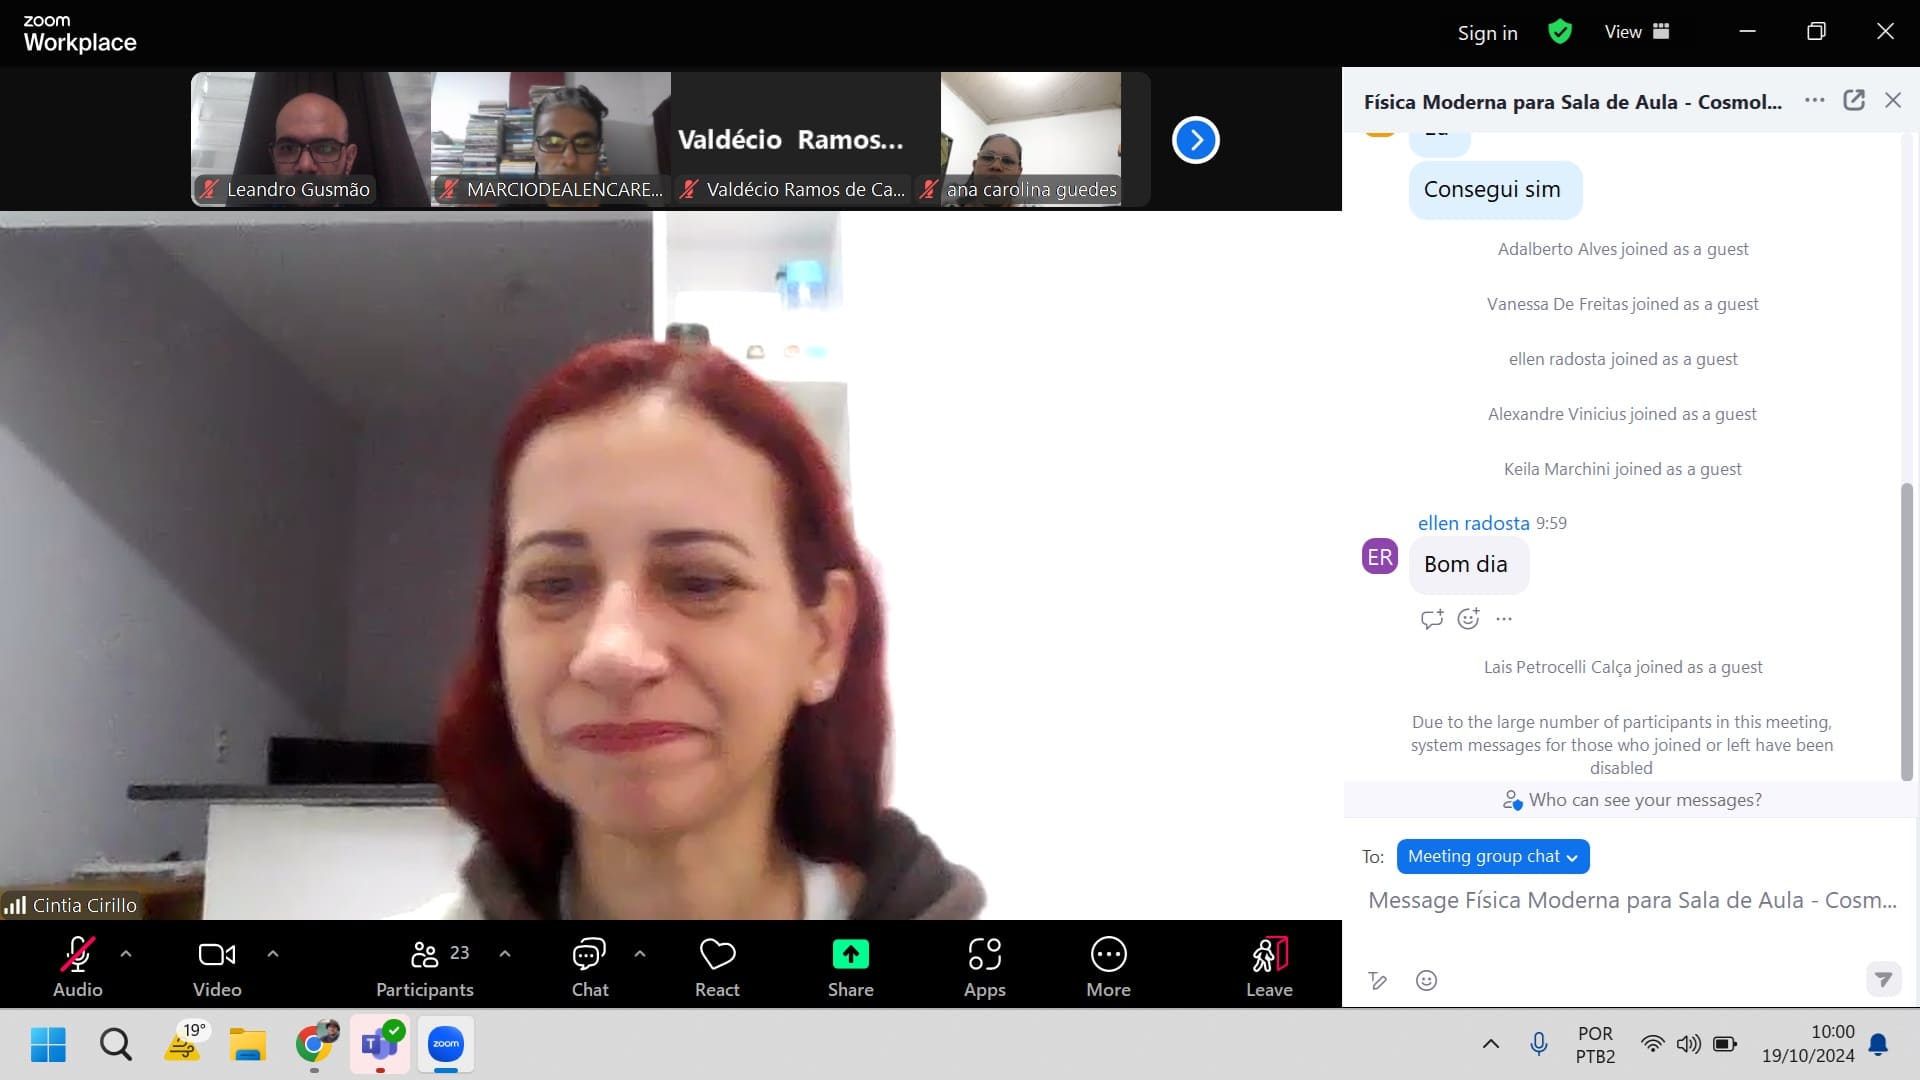 zoom
Workplace
Sign in
View
Leandro Gusmão
MARCIODEALENCARE...
Valdécio Ramos...
Valdécio Ramos de Ca...
ana carolina guedes
Física Moderna para Sala de Aula - Cosmol...
Consegui sim
Adalberto Alves joined as a guest
Vanessa De Freitas joined as a guest
ellen radosta joined as a guest
Alexandre Vinicius joined as a guest
Keila Marchini joined as a guest
ellen radosta 9:59
ER
Bom dia
Lais Petrocelli Calça joined as a guest
Due to the large number of participants in this meeting,
system messages for those who joined or left have been
disabled
Who can see your messages?
To: Meeting group chat
Message Física Moderna para Sala de Aula - Cosm...
Cintia Cirillo
Audio
Video
23
Participants
Chat
React
Share
Apps
More
Leave
19°
zoom
POR
PTB2
10:00
19/10/2024